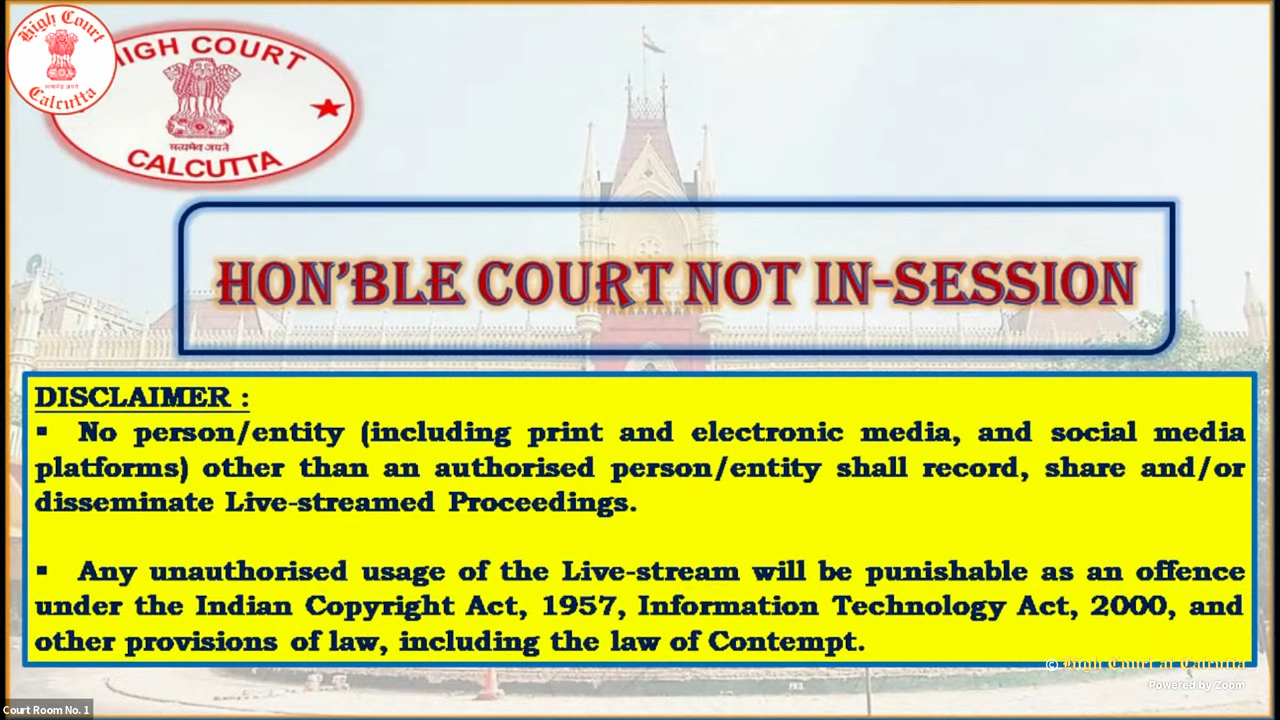 High Court
सत्यमेव जयते
Calcutta
HIGH COURT
सत्यमेव जयते
CALCUTTA
HON'BLE COURT NOT IN-SESSION
DISCLAIMER :
▪ No person/entity (including print and electronic media, and social media
platforms) other than an authorised person/entity shall record, share and/or
disseminate Live-streamed Proceedings.
▪ Any unauthorised usage of the Live-stream will be punishable as an offence
under the Indian Copyright Act, 1957, Information Technology Act, 2000, and
other provisions of law, including the law of Contempt.
© High Court at Calcutta
Powered by Zoom
Court Room No. 1